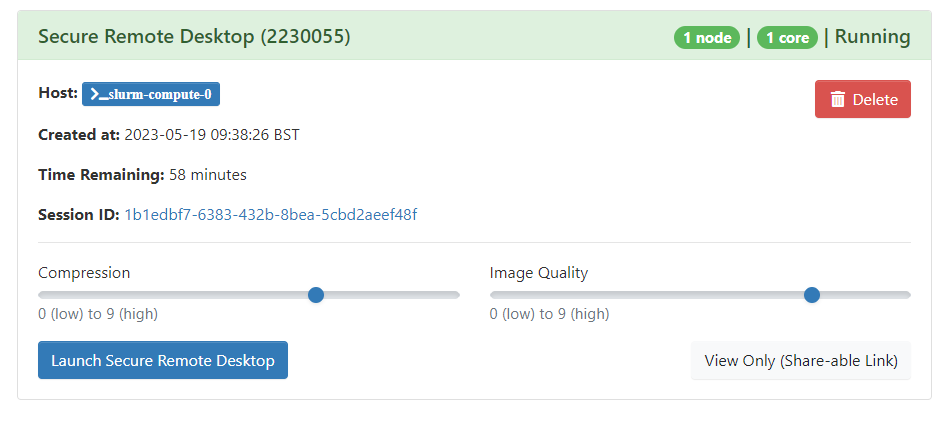 Secure Remote Desktop (2230055)
1 node | 1 core | Running
Host: >_slurm-compute-0
Delete
Created at: 2023-05-19 09:38:26 BST
Time Remaining: 58 minutes
Session ID: 1b1edbf7-6383-432b-8bea-5cbd2aeef48f
Compression
0 (low) to 9 (high)
Image Quality
0 (low) to 9 (high)
Launch Secure Remote Desktop
View Only (Share-able Link)